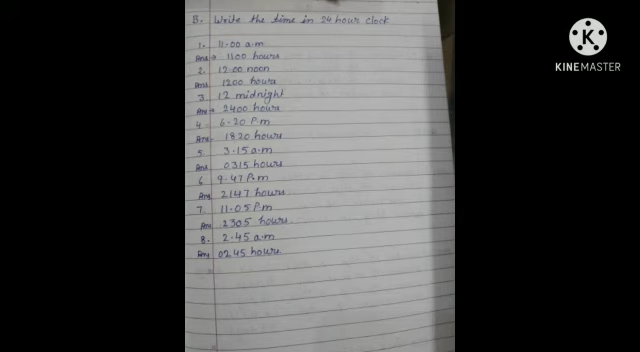 B. Write the time in 24 hour clock
1. 11.00 a.m
Ans → 1100 hours
2. 12.00 noon
Ans 1200 hours
3. 12 midnight
Ans → 2400 hours
4. 6.20 P.m
Ans. 1820 hours
5. 3.15 a.m
Ans 0315 hours
6. 9.47 P.m
Ans 2147 hours
7. 11.05 P.m
Ans 2305 hours
8. 2.45 a.m
Ans 0245 hours
K
KINEMASTER